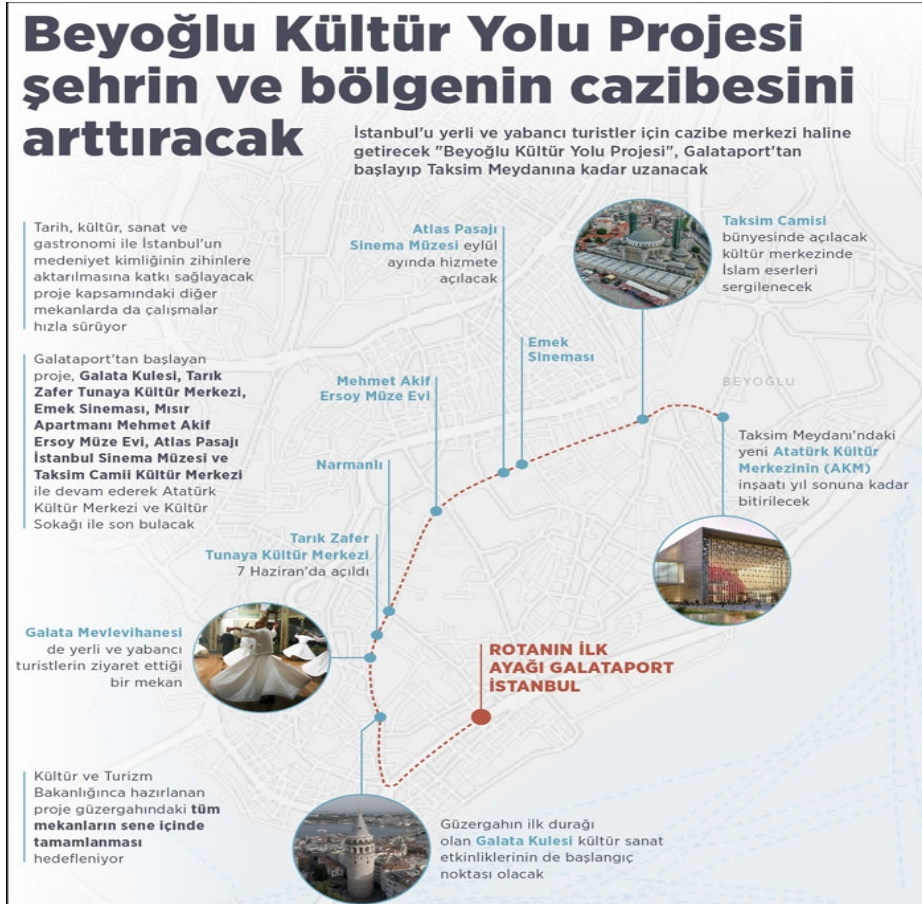 Beyoğlu Kültür Yolu Projesi
şehrin ve bölgenin cazibesini
arttıracak
İstanbul'u yerli ve yabancı turistler için cazibe merkezi haline
getirecek "Beyoğlu Kültür Yolu Projesi", Galataport'tan
başlayıp Taksim Meydanına kadar uzanacak
Tarih, kültür, sanat ve
gastronomi ile İstanbul'un
medeniyet kimliğinin zihinlere
aktarılmasına katkı sağlayacak
proje kapsamındaki diğer
mekanlarda da çalışmalar
hızla sürüyor
Galataport'tan başlayan
proje, Galata Kulesi, Tarık
Zafer Tunaya Kültür Merkezi,
Emek Sineması, Mısır
Apartmanı Mehmet Akif
Ersoy Müze Evi, Atlas Pasajı
İstanbul Sinema Müzesi ve
Taksim Camii Kültür Merkezi
ile devam ederek Atatürk
Kültür Merkezi ve Kültür
Sokağı ile son bulacak
Atlas Pasajı
Sinema Müzesi eylül
ayında hizmete
açılacak
Taksim Camisi
bünyesinde açılacak
kültür merkezinde
İslam eserleri
sergilenecek
Emek
Sineması
Mehmet Akif
Ersoy Müze Evi
BEYOĞLU
Taksim Meydanı'ndaki
yeni Atatürk Kültür
Merkezinin (AKM)
inşaatı yıl sonuna kadar
bitirilecek
Narmanlı
Tarık Zafer
Tunaya Kültür Merkezi
7 Haziran'da açıldı
Galata Mevlevihanesi
de yerli ve yabancı
turistlerin ziyaret ettiği
bir mekan
ROTANIN İLK
AYAĞI GALATAPORT
İSTANBUL
Kültür ve Turizm
Bakanlığınca hazırlanan
proje güzergahındaki tüm
mekanların sene içinde
tamamlanması
hedefleniyor
Güzergahın ilk durağı
olan Galata Kulesi kültür sanat
etkinliklerinin de başlangıç
noktası olacak